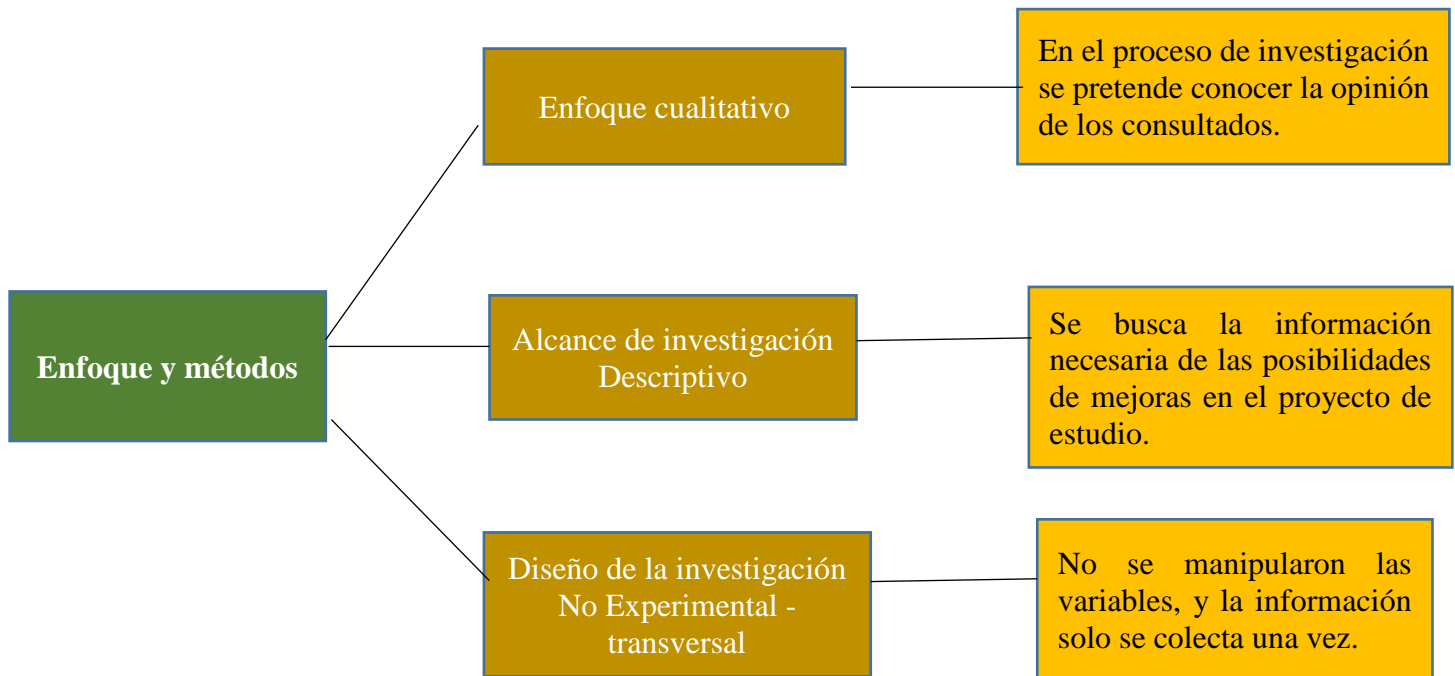 Enfoque y métodos
Enfoque cualitativo
En el proceso de investigación
se pretende conocer la opinión
de los consultados.
Alcance de investigación
Descriptivo
Se busca la información
necesaria de las posibilidades
de mejoras en el proyecto de
estudio.
Diseño de la investigación
No Experimental -
transversal
No se manipularon las
variables, y la información
solo se colecta una vez.